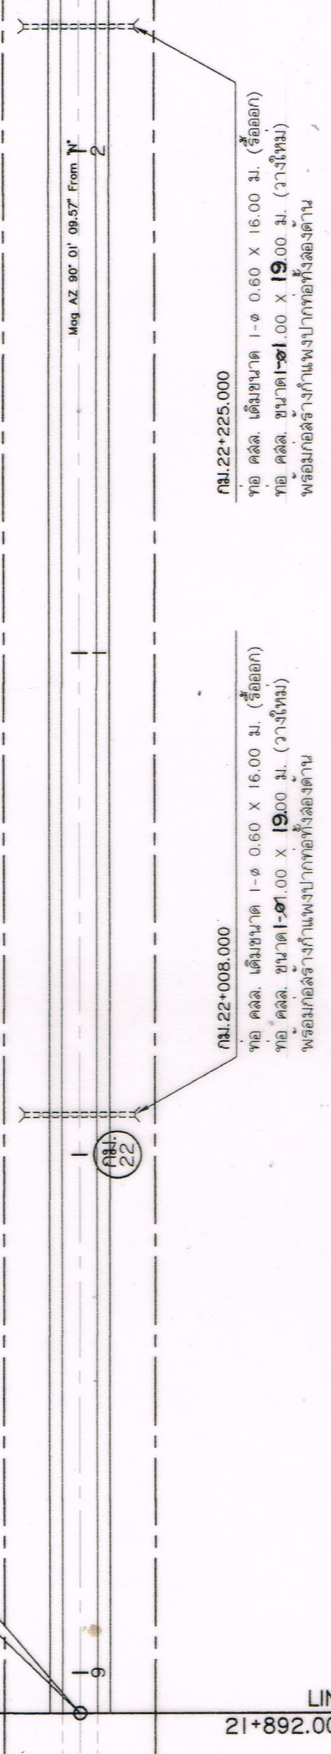 Mag AZ 90° 01' 09.57" From "N"
2
กม.22+225.000
ท่อ คสล. เดิมขนาด 1-ø 0.60 X 16.00 ม. (รื้อออก)
ท่อ คสล. ขนาด1-ø1.00 X 19.00 ม. (วางใหม่)
พร้อมก่อสร้างกำแพงปากท่อทั้งสองด้าน
1
กม.22+008.000
ท่อ คสล. เดิมขนาด 1-ø 0.60 X 16.00 ม. (รื้อออก)
ท่อ คสล. ขนาด1-ø1.00 X 19.00 ม. (วางใหม่)
พร้อมก่อสร้างกำแพงปากท่อทั้งสองด้าน
กม.
22
9
21+892.00